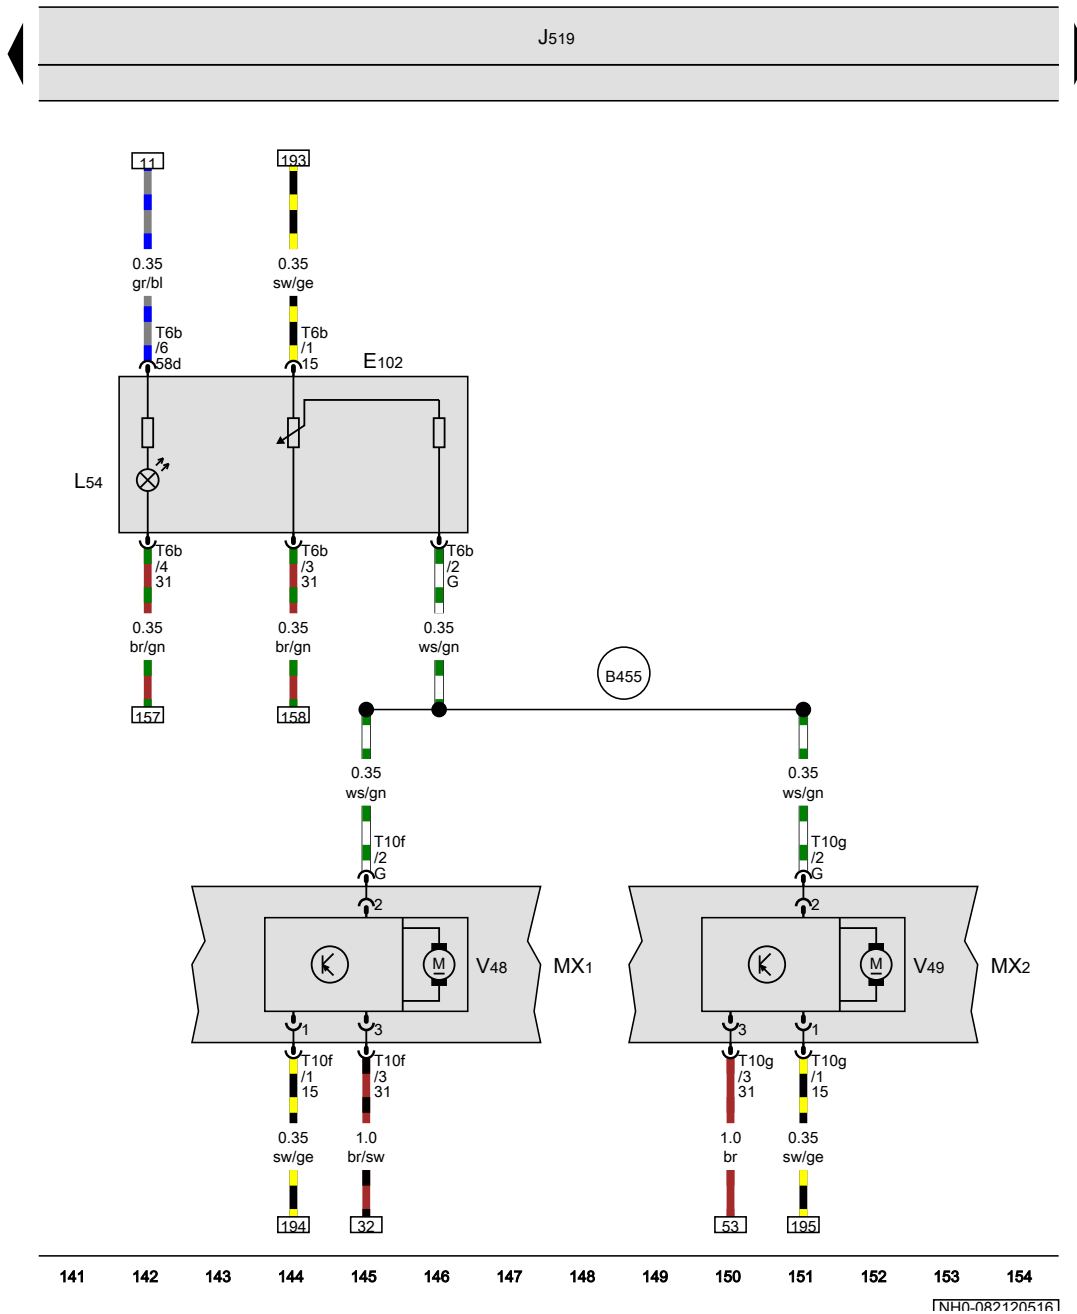 J519
11
193
0.35
gr/bl
0.35
sw/ge
T6b
/6
58d
T6b
/1
15
E102
L54
T6b
/4
31
T6b
/3
31
T6b
/2
G
0.35
br/gn
0.35
br/gn
0.35
ws/gn
B455
157
158
0.35
ws/gn
0.35
ws/gn
T10f
/2
G
T10g
/2
G
2
2
M
V48
MX1
M
V49
MX2
1
3
3
1
T10f
/1
15
T10f
/3
31
T10g
/3
31
T10g
/1
15
0.35
sw/ge
1.0
br/sw
1.0
br
0.35
sw/ge
194
32
53
195
141 142 143 144 145 146 147 148 149 150 151 152 153 154
NH0-082120516